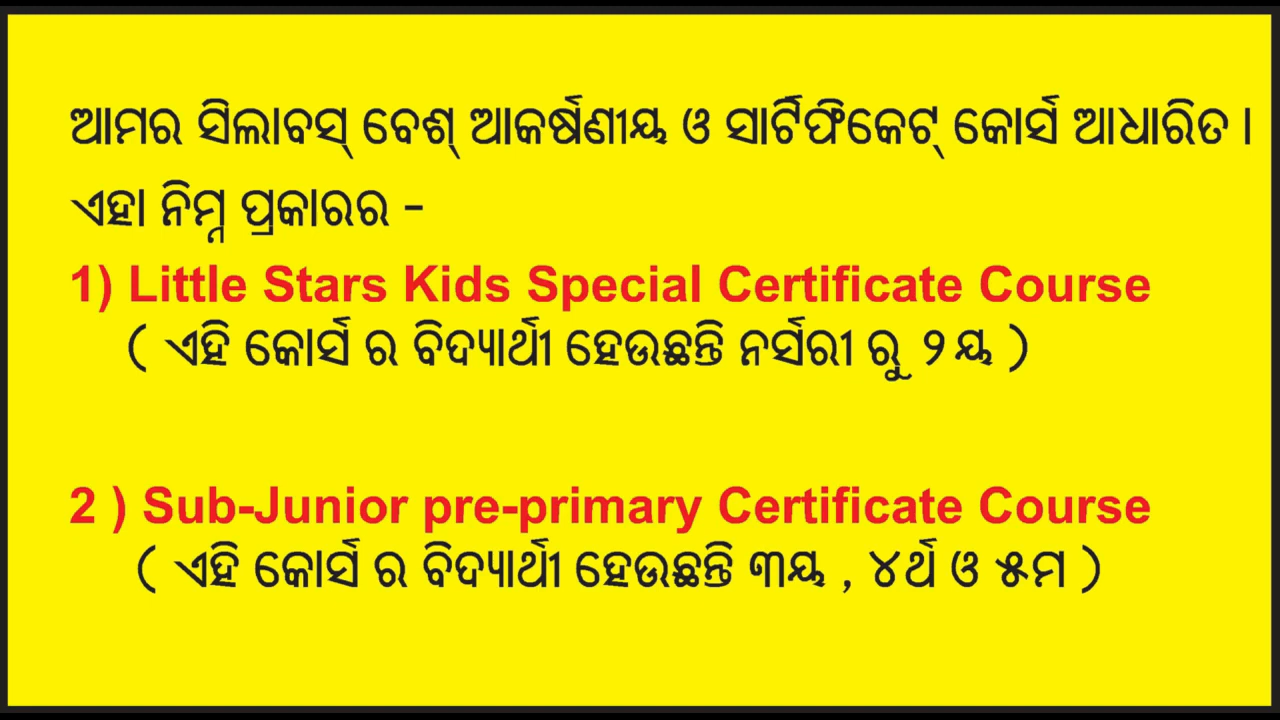 ଆମର ସିଲାବସ୍ ବେଶ୍ ଆକର୍ଷଣୀୟ ଓ ସାର୍ଟିଫିକେଟ୍ କୋର୍ସ ଆଧାରିତ ।
ଏହା ନିମ୍ନ ପ୍ରକାରର -
1) Little Stars Kids Special Certificate Course
( ଏହି କୋର୍ସ ର ବିଦ୍ୟାର୍ଥୀ ହେଉଛନ୍ତି ନର୍ସରୀ ରୁ ୨ୟ )
2 ) Sub-Junior pre-primary Certificate Course
( ଏହି କୋର୍ସ ର ବିଦ୍ୟାର୍ଥୀ ହେଉଛନ୍ତି ୩ୟ , ୪ର୍ଥ ଓ ୫ମ )